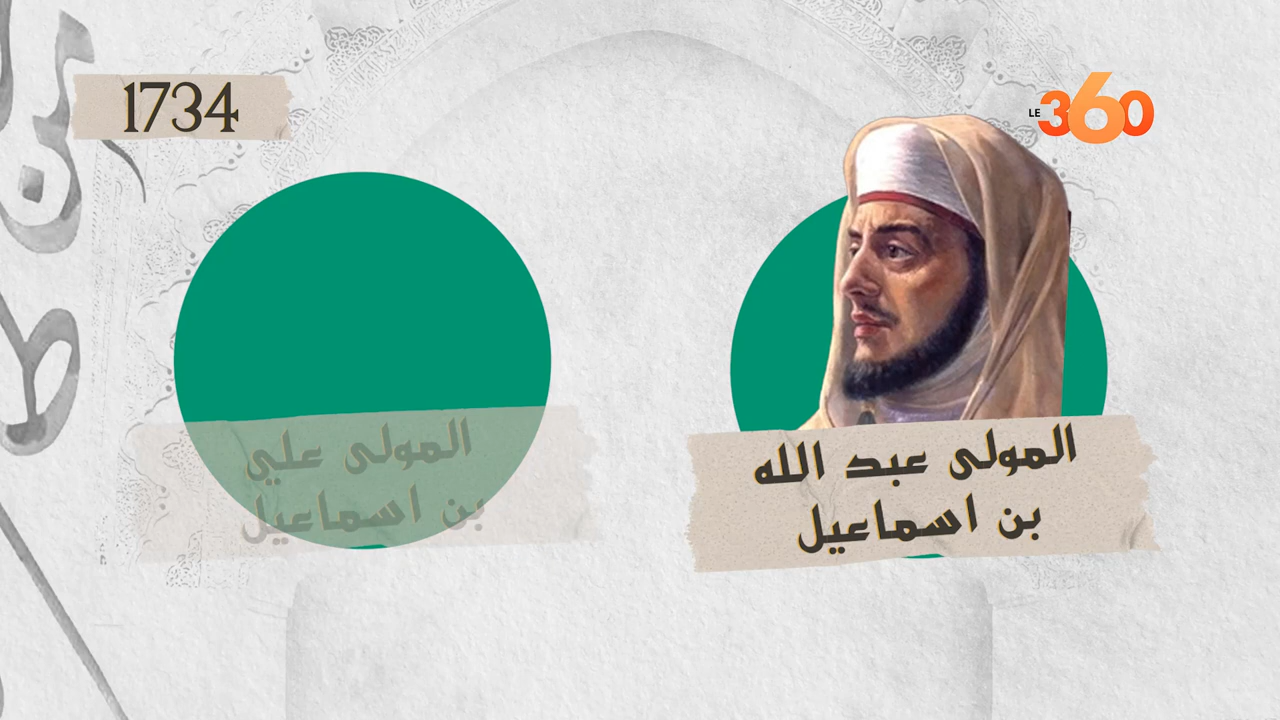 1734
LE 360
المولى علي
بن اسماعيل
المولى عبد الله
بن اسماعيل